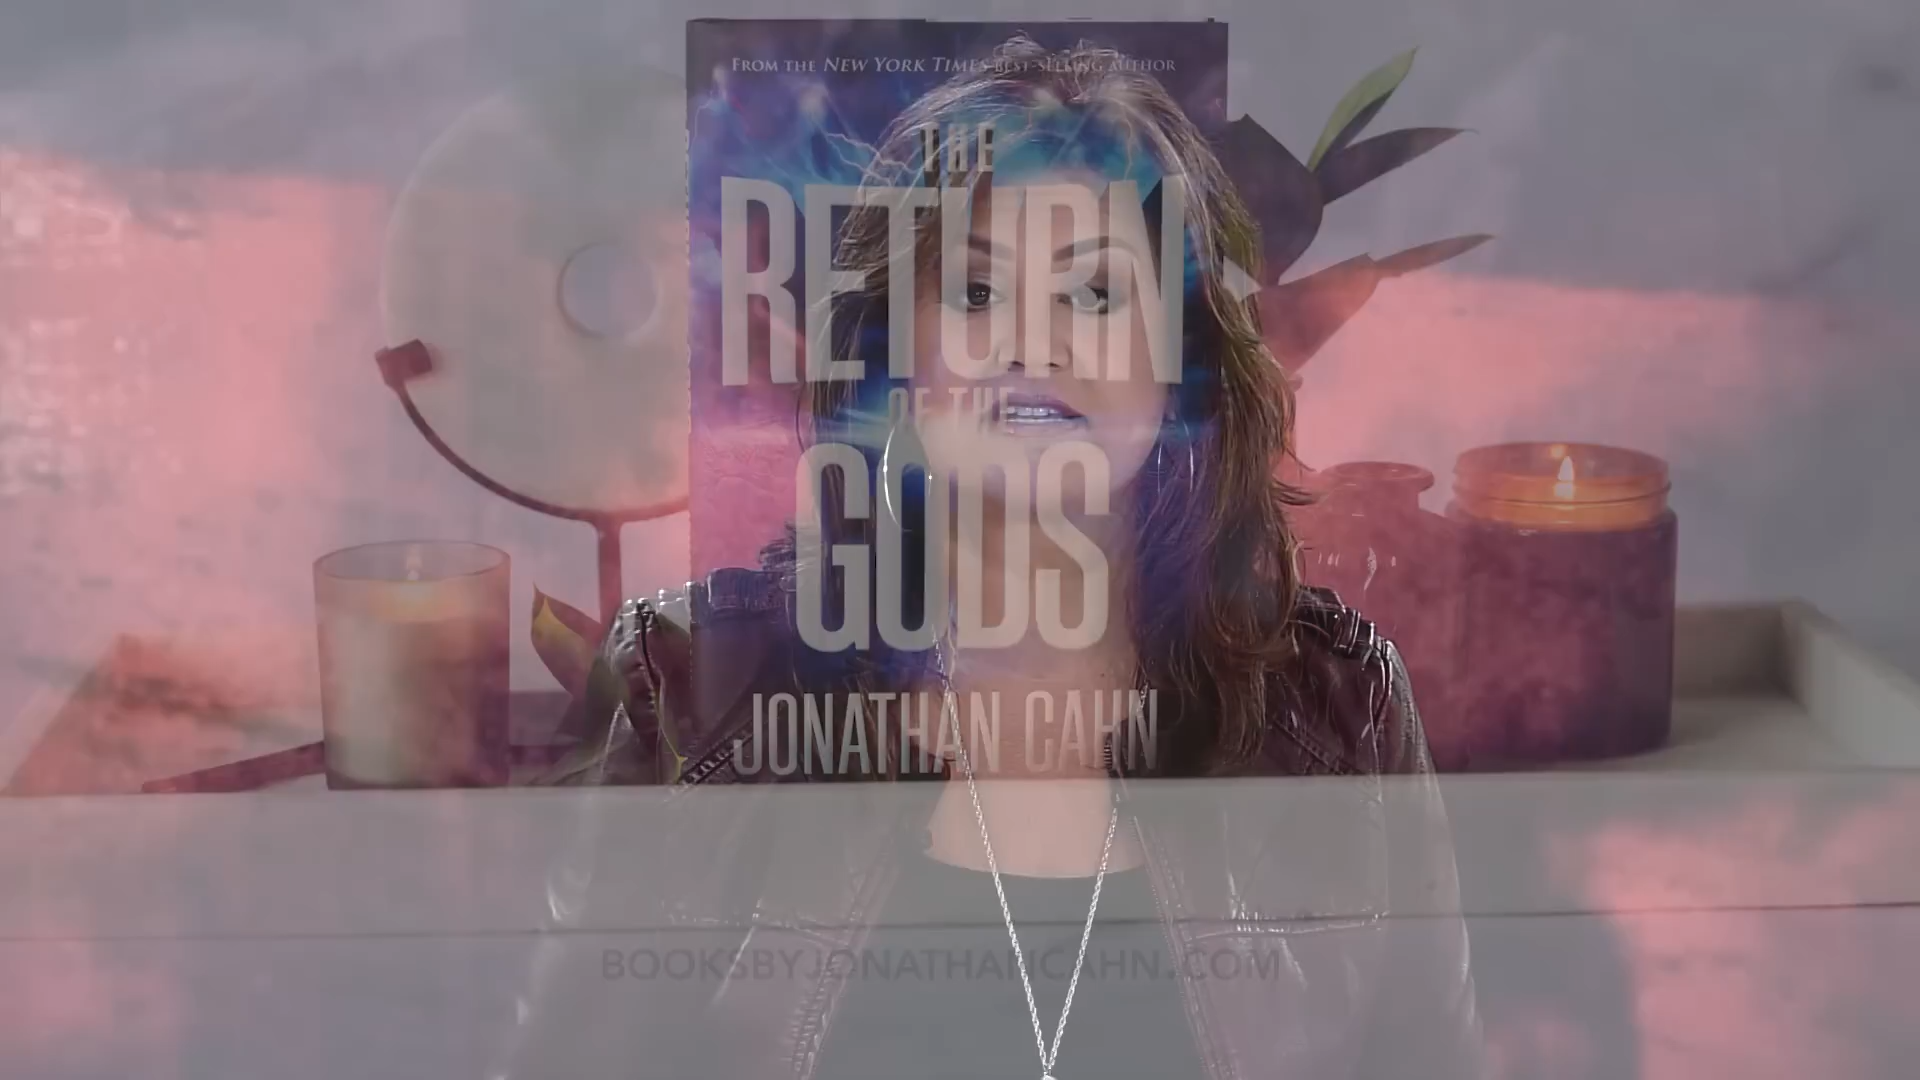 FROM THE NEW YORK TIMES BEST-SELLING AUTHOR
THE
RETURN
OF THE
GODS
JONATHAN CAHN
BOOKSBYJONATHANCAHN.COM